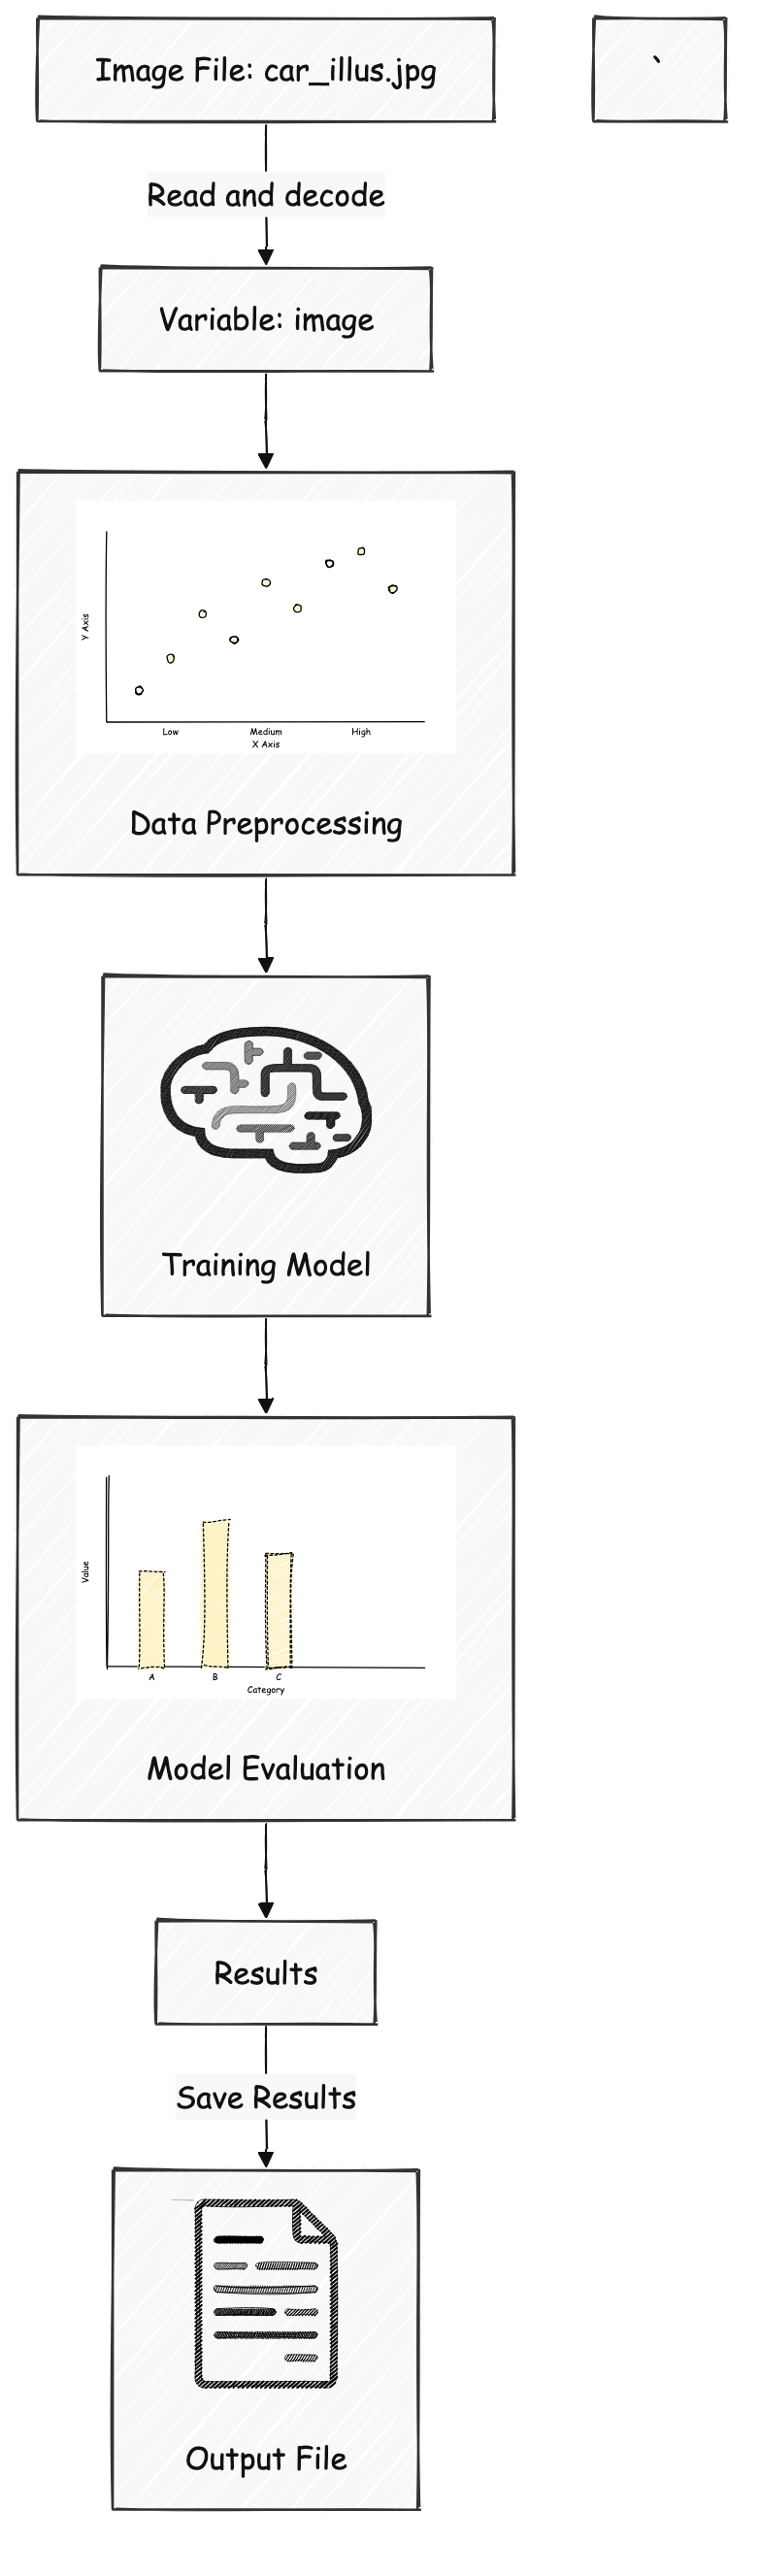 Image File: car_illus.jpg
`
Read and decode
Variable: image
Y Axis
Low Medium High
X Axis
Data Preprocessing
Training Model
Value
A B C
Category
Model Evaluation
Results
Save Results
Output File